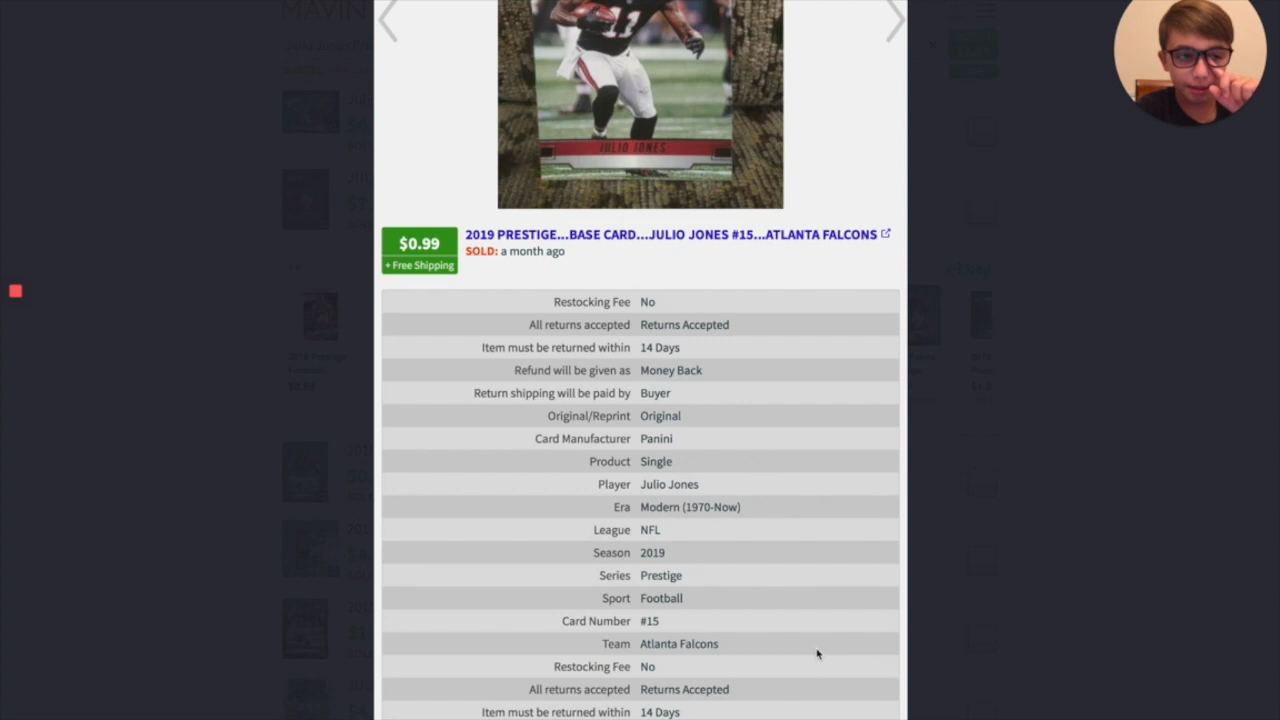 MAVIN
11
JULIO JONES
$0.99
+ Free Shipping
2019 PRESTIGE...BASE CARD...JULIO JONES #15...ATLANTA FALCONS
SOLD: a month ago
Restocking Fee No
All returns accepted Returns Accepted
Item must be returned within 14 Days
Refund will be given as Money Back
Return shipping will be paid by Buyer
Original/Reprint Original
Card Manufacturer Panini
Product Single
Player Julio Jones
Era Modern (1970-Now)
League NFL
Season 2019
Series Prestige
Sport Football
Card Number #15
Team Atlanta Falcons
Restocking Fee No
All returns accepted Returns Accepted
Item must be returned within 14 Days